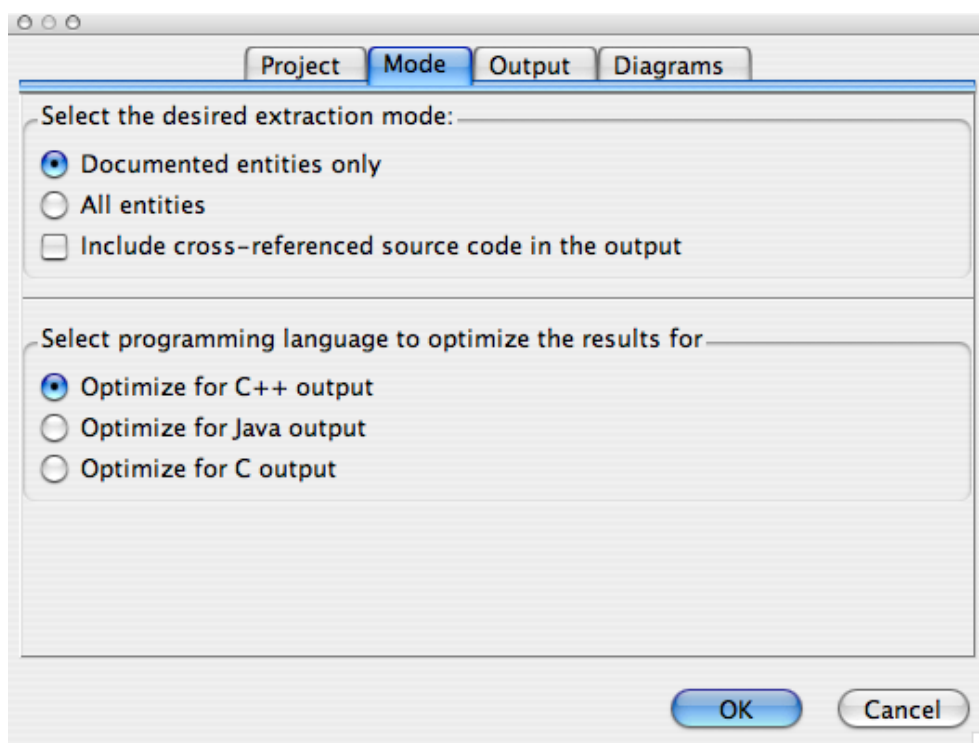 Project Mode Output Diagrams
Select the desired extraction mode:
Documented entities only
All entities
Include cross-referenced source code in the output
Select programming language to optimize the results for
Optimize for C++ output
Optimize for Java output
Optimize for C output
OK Cancel